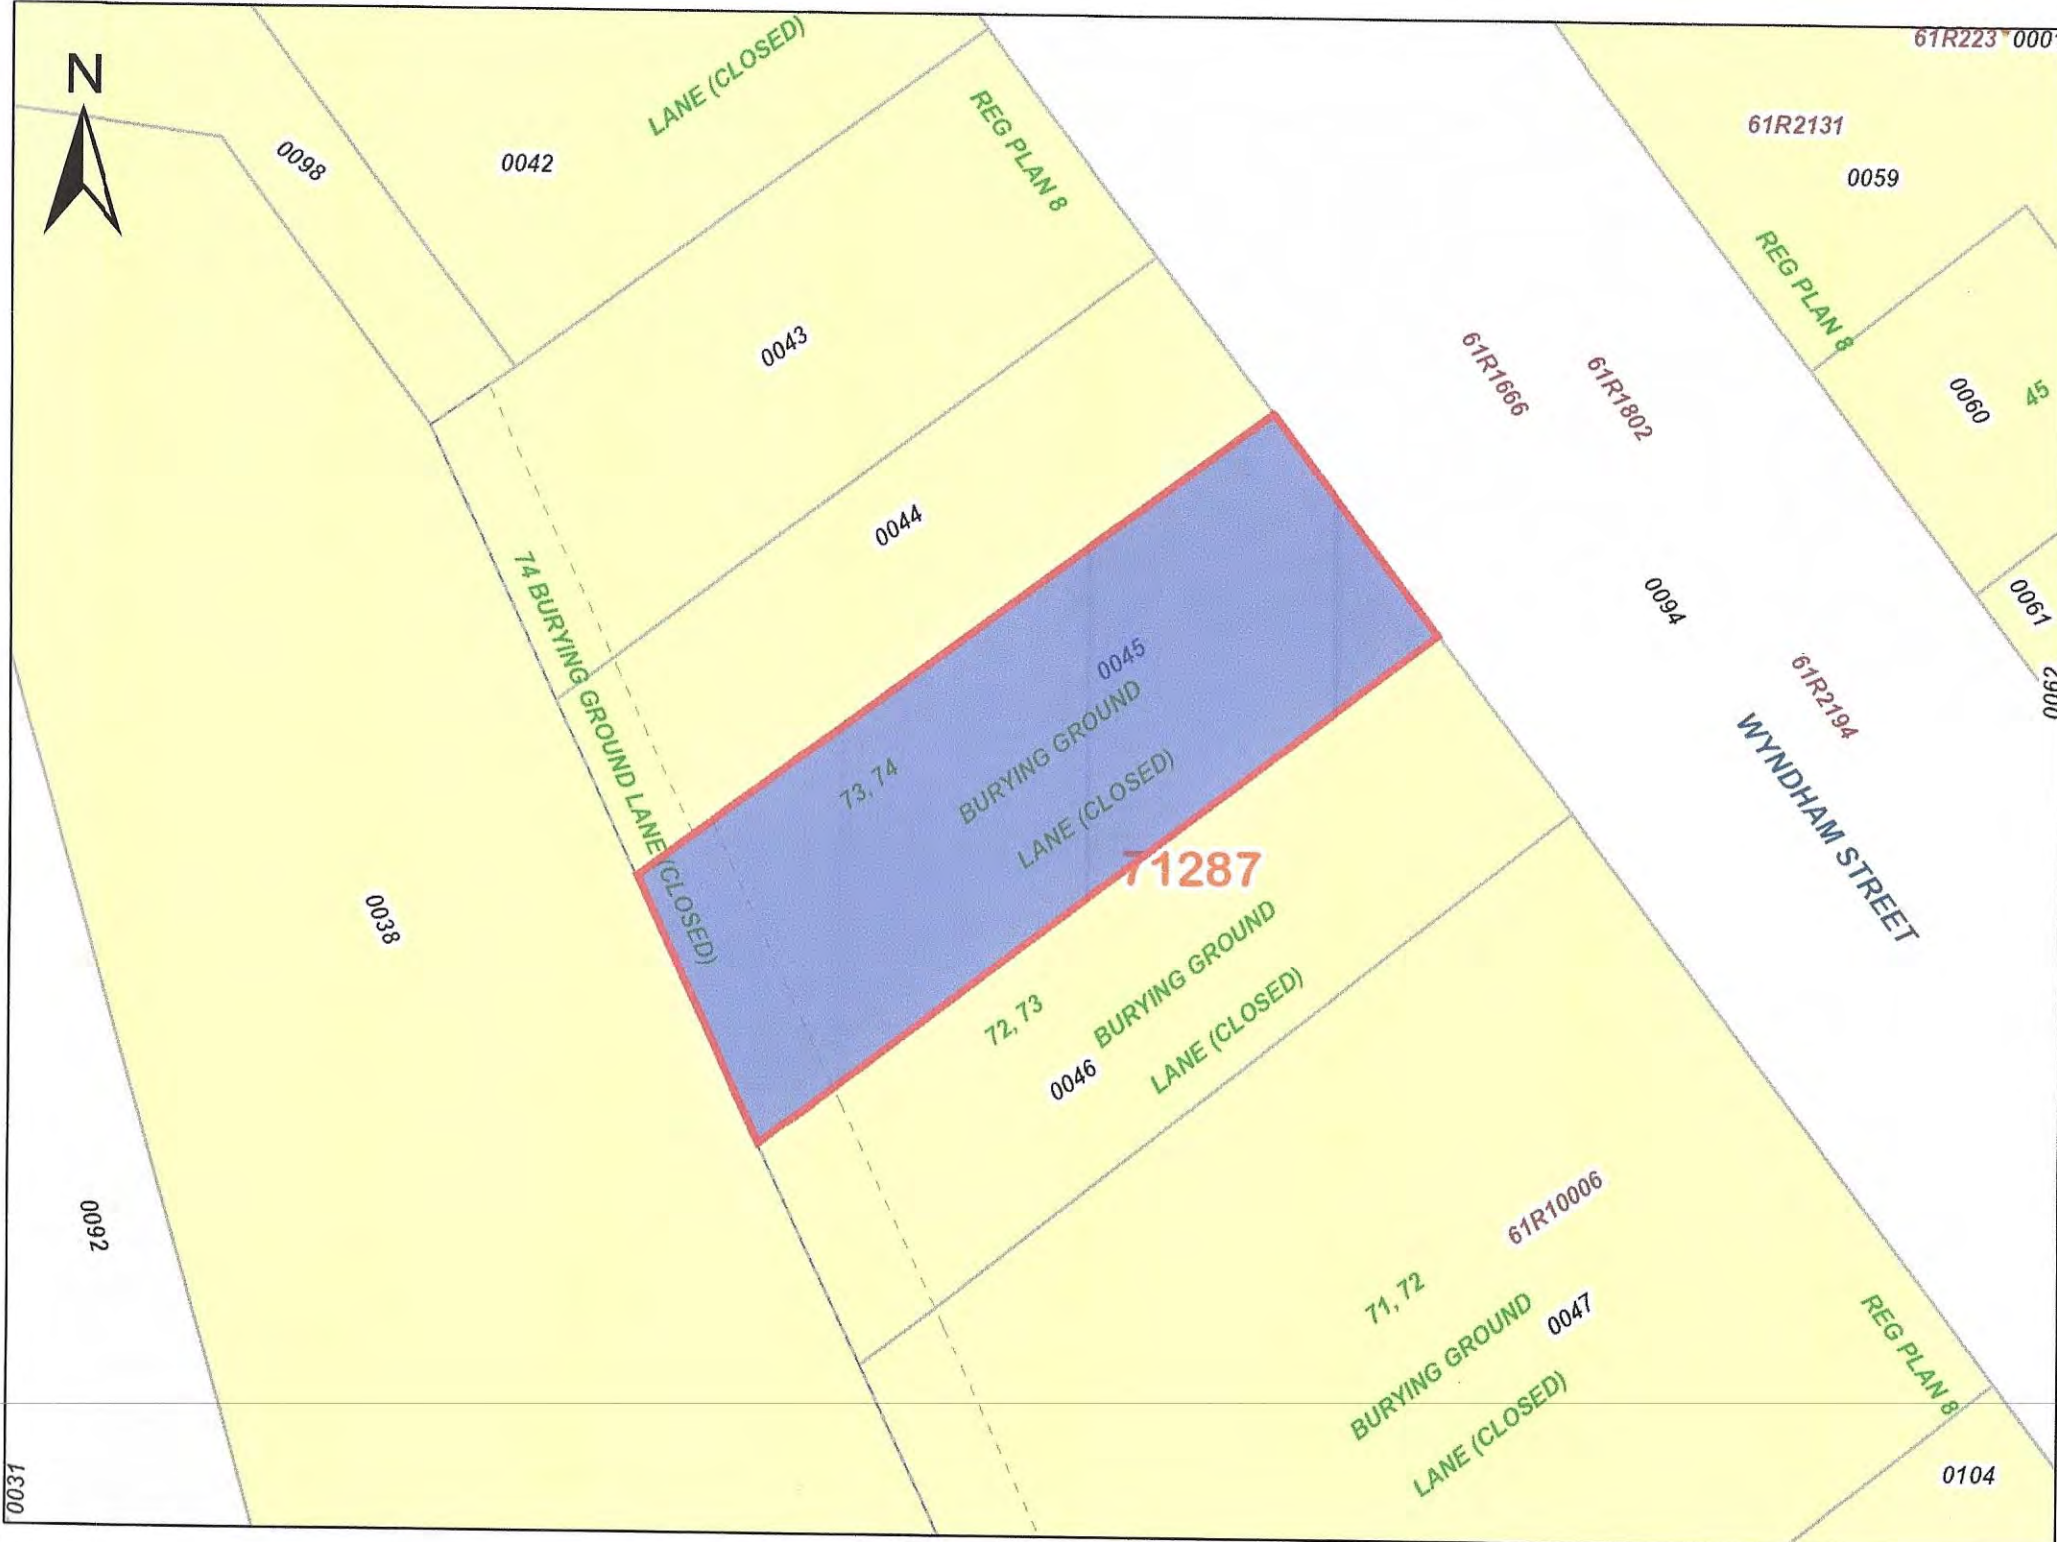 61R223
0001
N
LANE (CLOSED)
REG PLAN 8
61R2131
0098
0042
0059
REG PLAN 8
0043
61R1666
61R1802
0060
45
0044
74 BURYING GROUND LANE (CLOSED)
0094
0061
0045
61R2194
0062
BURYING GROUND
LANE (CLOSED)
73, 74
WYNDHAM STREET
71287
0038
72, 73
BURYING GROUND
LANE (CLOSED)
0046
0092
61R10006
71, 72
BURYING GROUND
LANE (CLOSED)
0047
REG PLAN 8
0031
0104